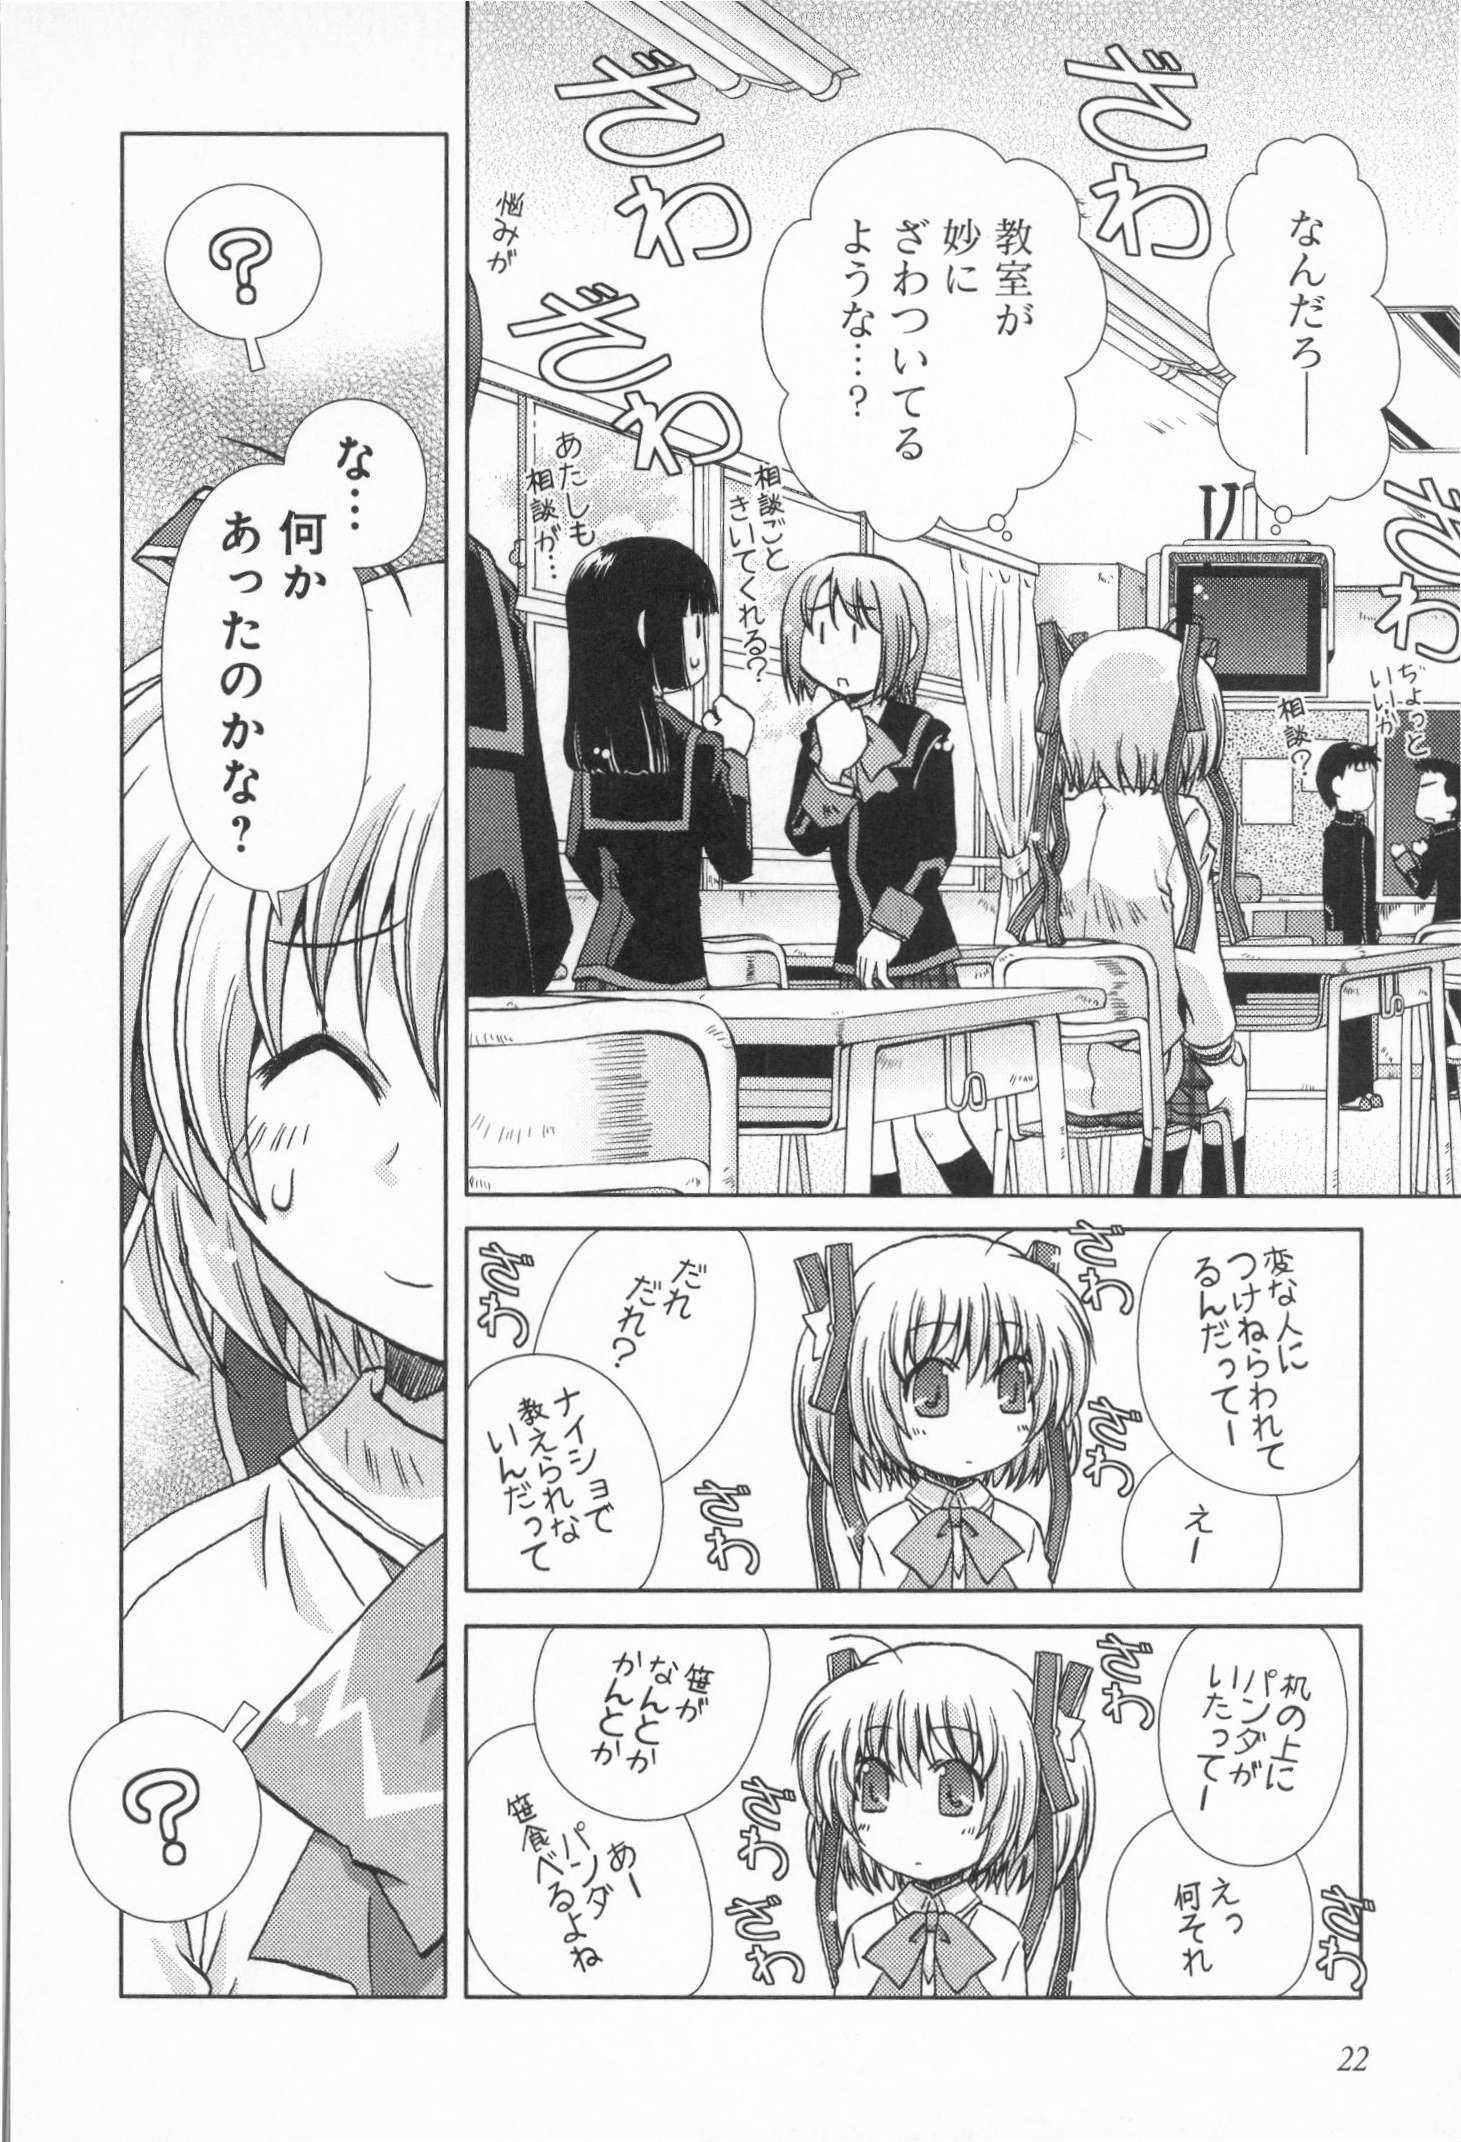 なんだろー
教室が
妙に
ざわついてる
ような…?
ざわ
ざわ
ざわ
ざわ
ちょっと
いいか
相談?
相談ごと
きいてくれる?
あたしも
相談が…
悩みが
変な人に
つけねらわれて
るんだってー
えー
だれ
だれ?
ナイショで
教えられな
いんだって
ざわ
ざわ
ざわ
ざわ
机の上に
パンダが
いたってー
えっ
何それ
笹が
なんとか
かんとか
あー
パンダ
笹食べるよね
ざわ
ざわ
ざわ
ざわ
?
な…
何か
あったのかな?
?
22